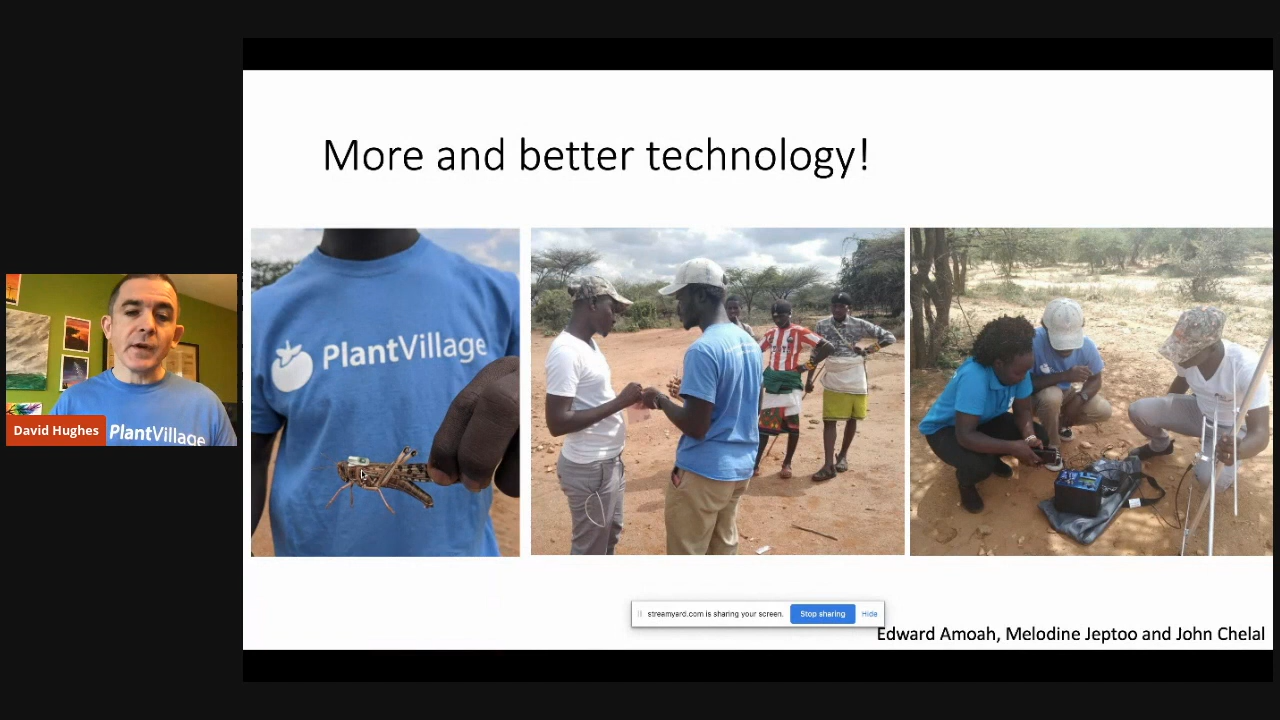 More and better technology!
PlantVillage
David Hughes
PlantVillage
streamyard.com is sharing your screen.
Stop sharing
Hide
Edward Amoah, Melodine Jeptoo and John Chelal